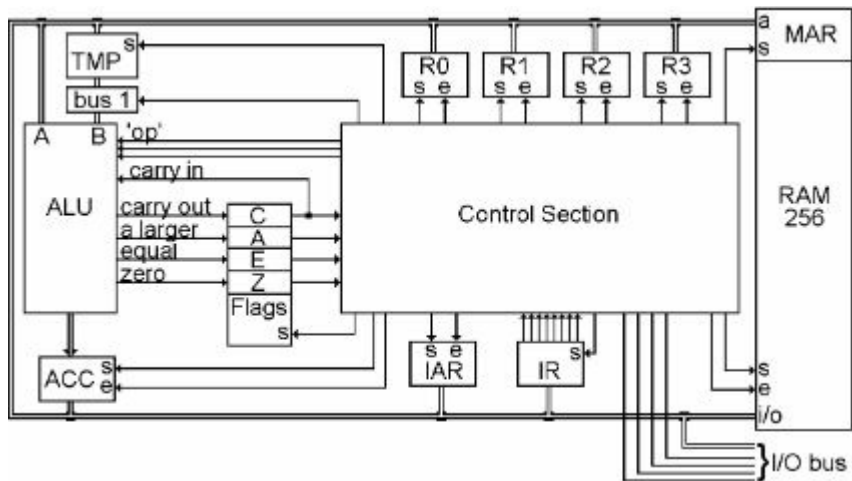 TMP
s
bus 1
A
B
'op'
ALU
carry in
carry out
a larger
equal
zero
C
A
E
Z
Flags
s
ACC
s
e
R0
s e
R1
s e
R2
s e
R3
s e
Control Section
s e
IAR
s
IR
a
s
MAR
RAM
256
s
e
i/o
I/O bus